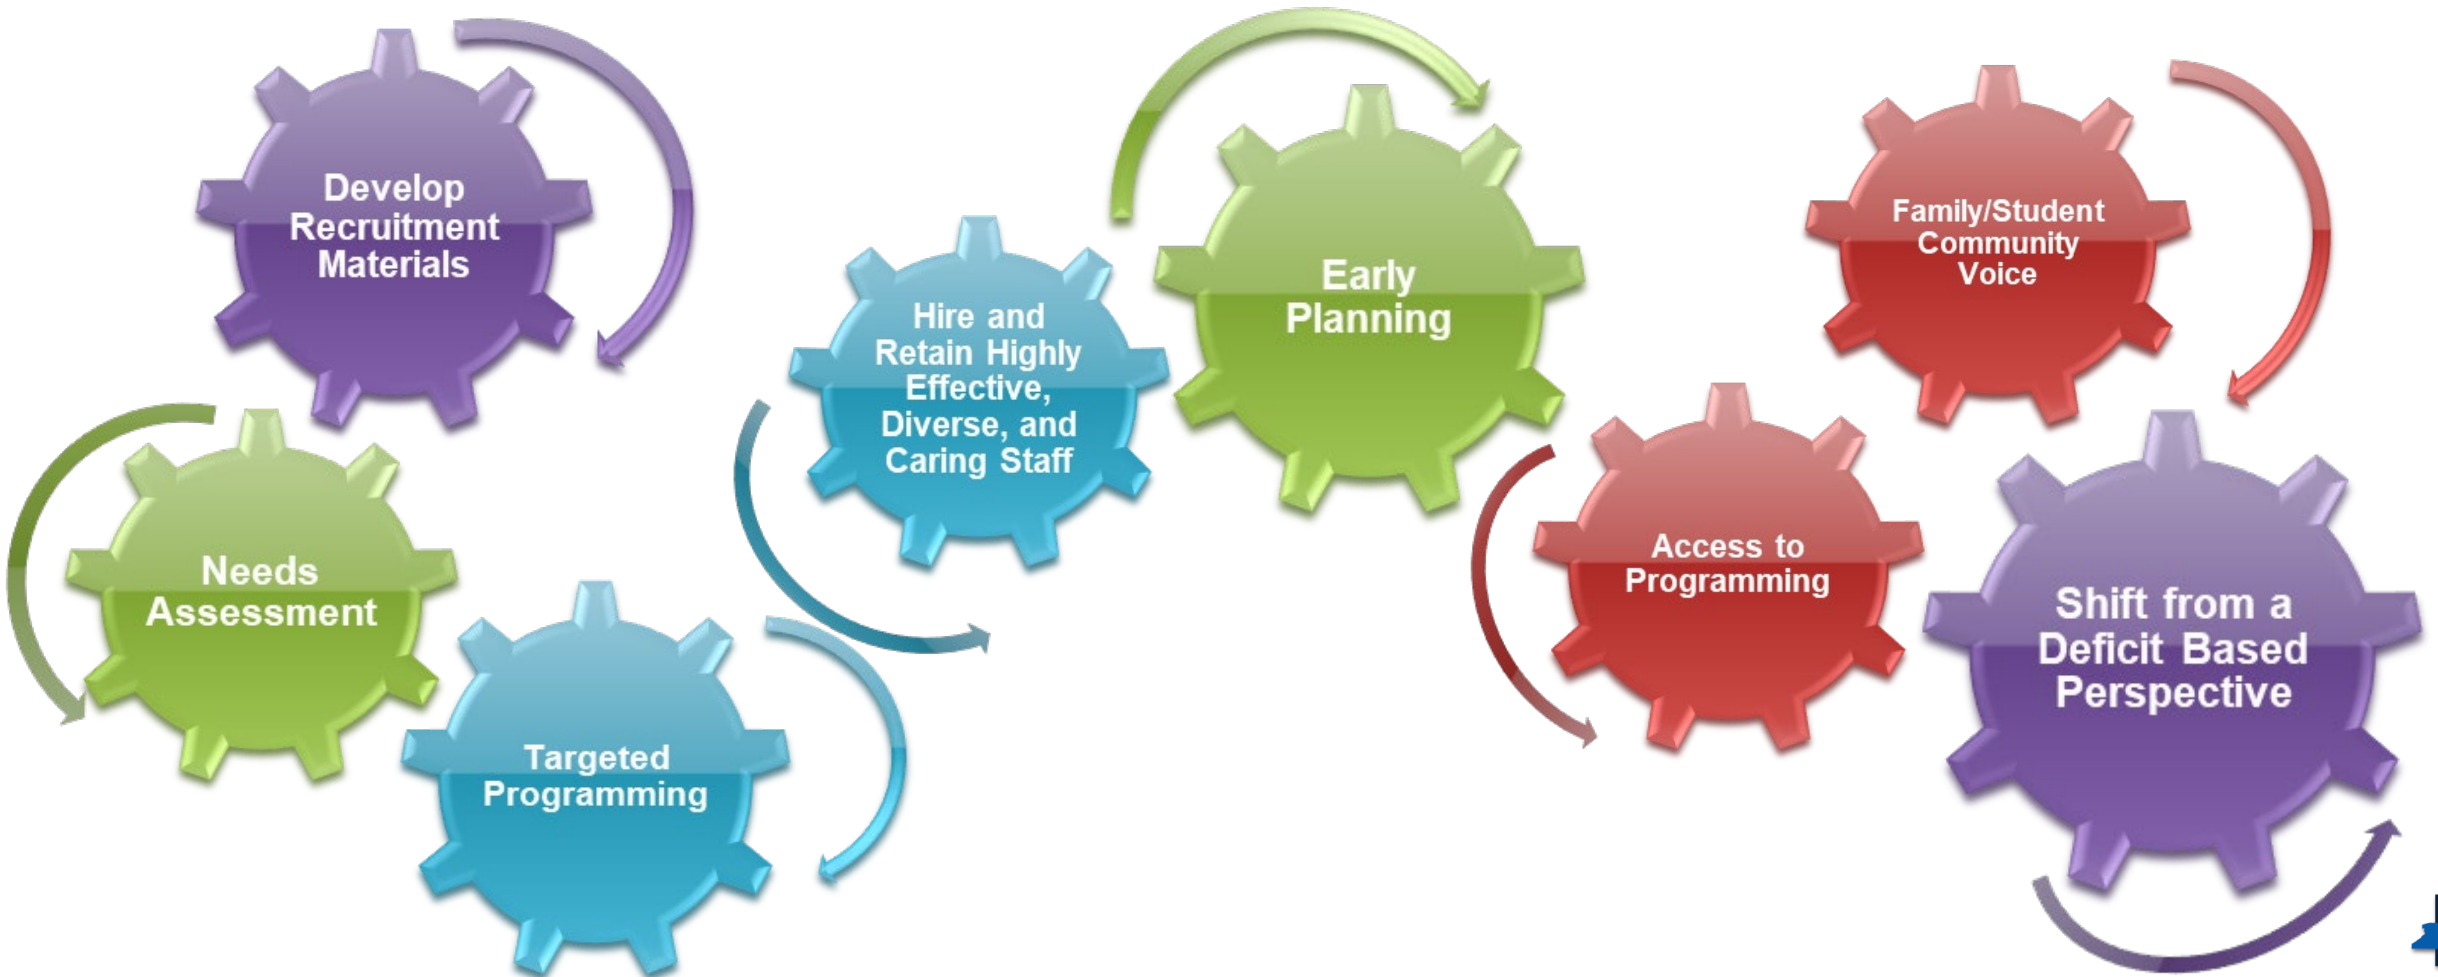 Develop
Recruitment
Materials
Needs
Assessment
Targeted
Programming
Hire and
Retain Highly
Effective,
Diverse, and
Caring Staff
Early
Planning
Access to
Programming
Family/Student
Community
Voice
Shift from a
Deficit Based
Perspective